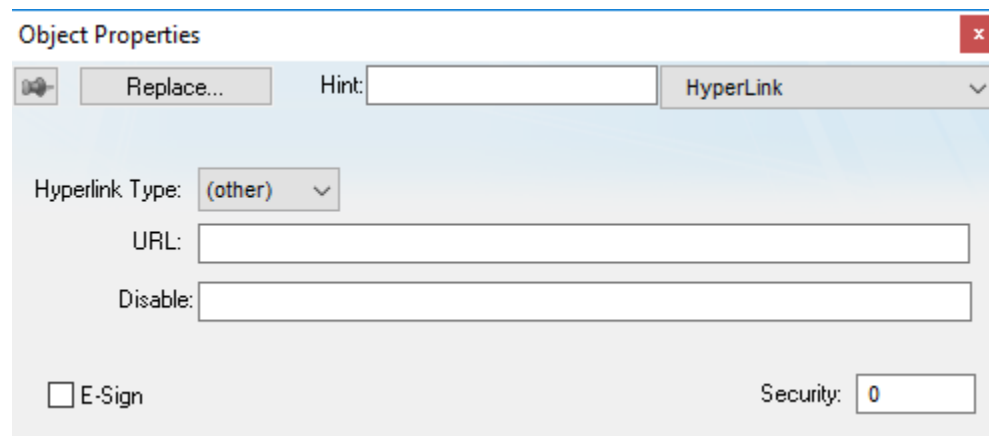 Object Properties x
Replace... Hint: HyperLink
Hyperlink Type: (other)
URL:
Disable:
E-Sign Security: 0